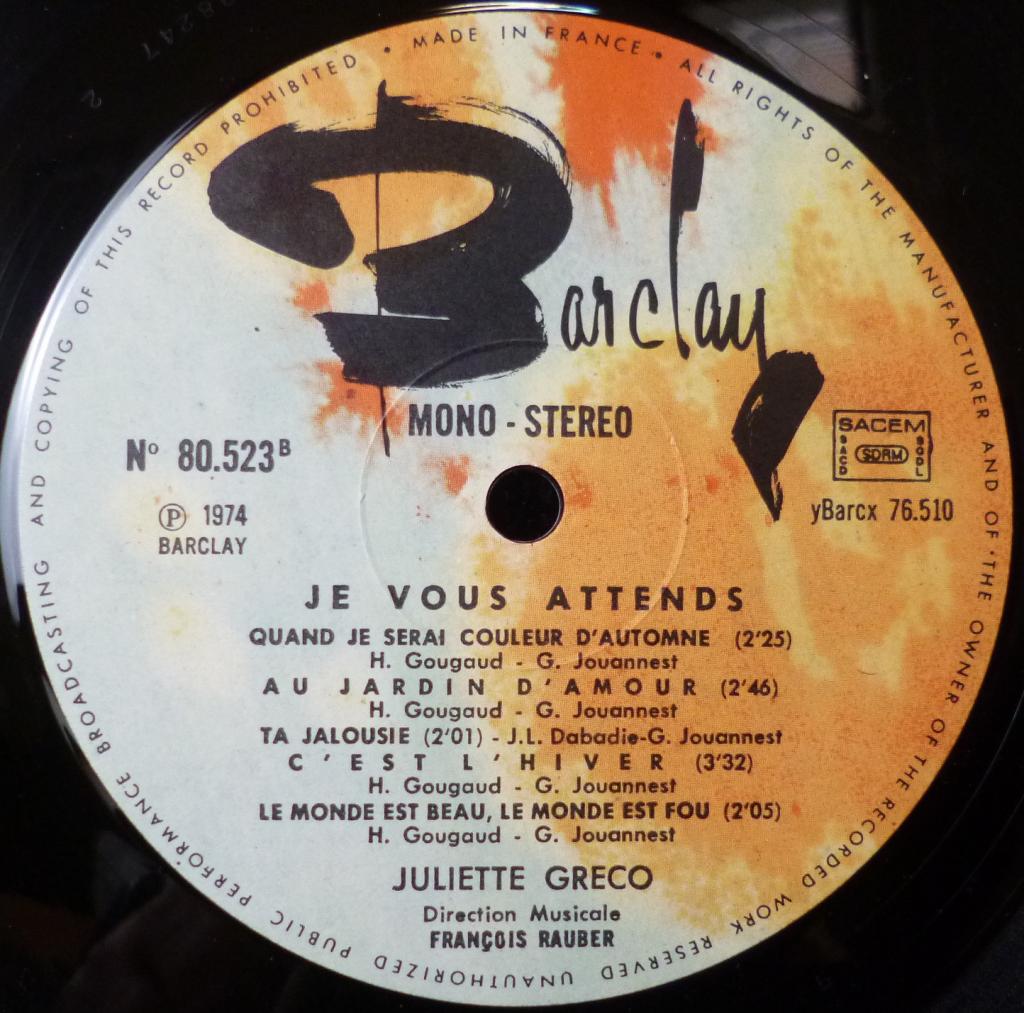 MADE IN FRANCE • ALL RIGHTS OF THE MANUFACTURER AND OF THE OWNER OF THE RECORDED WORK RESERVED UNAUTHORIZED PUBLIC PERFORMANCE BROADCASTING AND COPYING OF THIS RECORD PROHIBITED •
Barclay
MONO - STEREO
N° 80.523 B
SACEM
SACD SDRM SGDL
℗ 1974
BARCLAY
yBarcx 76.510
JE VOUS ATTENDS
QUAND JE SERAI COULEUR D'AUTOMNE (2'25)
H. Gougaud - G. Jouannest
AU JARDIN D'AMOUR (2'46)
H. Gougaud - G. Jouannest
TA JALOUSIE (2'01) - J.L. Dabadie-G. Jouannest
C'EST L'HIVER (3'32)
H. Gougaud - G. Jouannest
LE MONDE EST BEAU, LE MONDE EST FOU (2'05)
H. Gougaud - G. Jouannest
JULIETTE GRECO
Direction Musicale
FRANÇOIS RAUBER